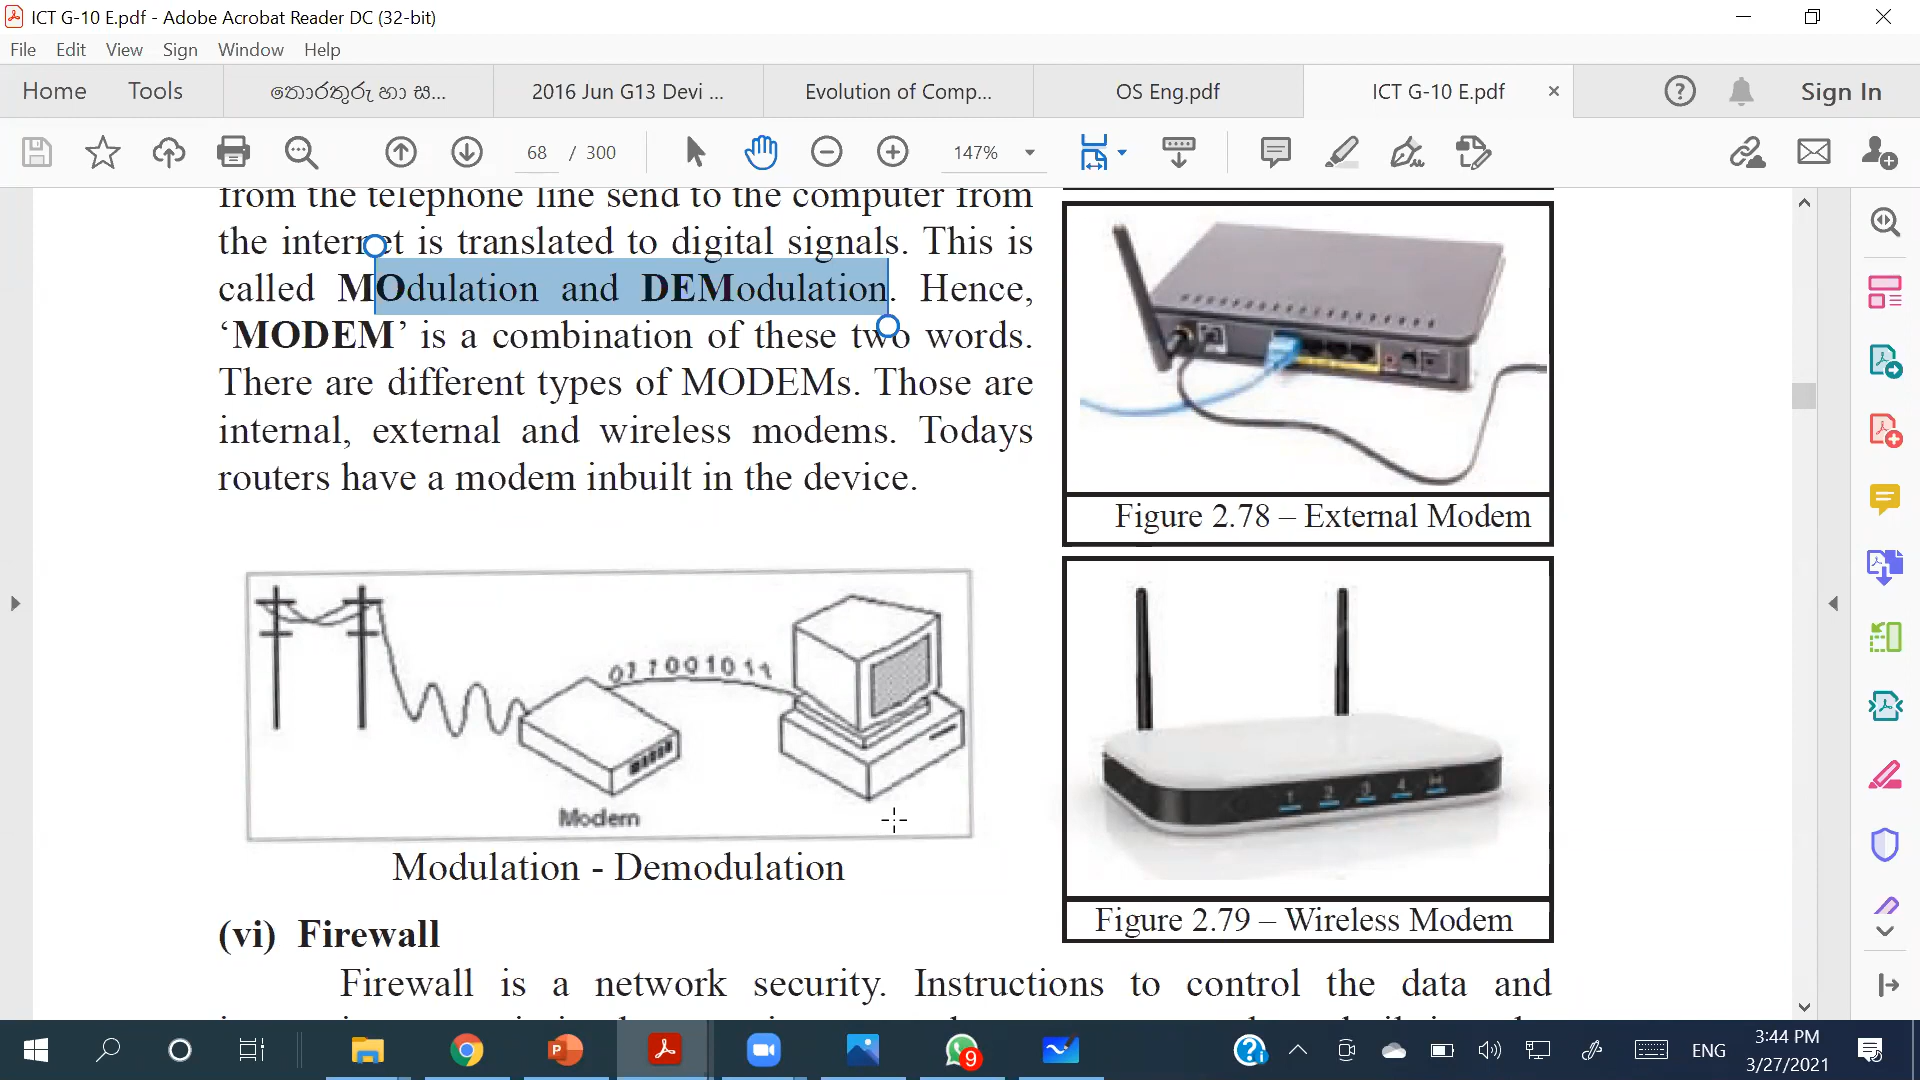 ICT G-10 E.pdf - Adobe Acrobat Reader DC (32-bit)
File Edit View Sign Window Help
Home Tools තොරතුරු හා ස... 2016 Jun G13 Devi ... Evolution of Comp... OS Eng.pdf ICT G-10 E.pdf Sign In
68 / 300 147%
from the telephone line send to the computer from
the internet is translated to digital signals. This is
called MOdulation and DEModulation. Hence,
‘MODEM’ is a combination of these two words.
There are different types of MODEMs. Those are
internal, external and wireless modems. Todays
routers have a modem inbuilt in the device.
Figure 2.78 – External Modem
011001011
Modem
Modulation - Demodulation
1 2 3 4
Figure 2.79 – Wireless Modem
(vi) Firewall
Firewall is a network security. Instructions to control the data and
9
ENG
3:44 PM
3/27/2021